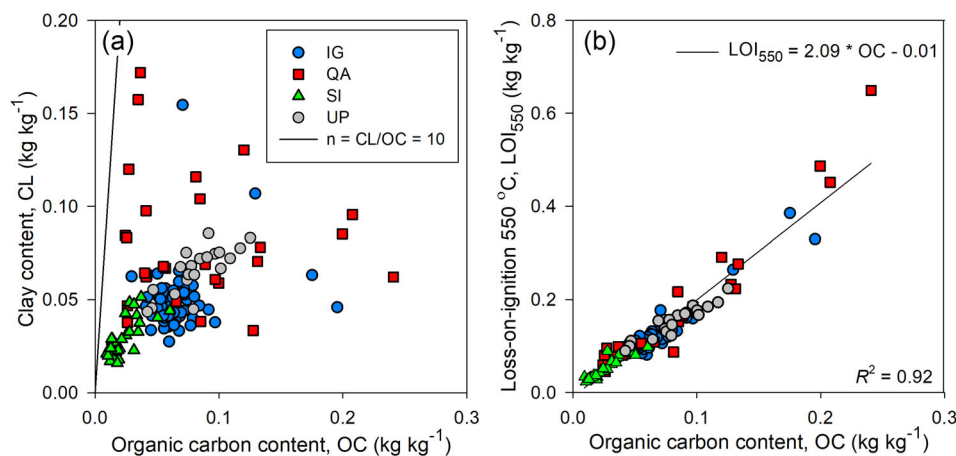 (a)
IG
QA
SI
UP
n = CL/OC = 10
Clay content, CL (kg kg⁻¹)
0.20
0.15
0.10
0.05
0.00
0.0
0.1
0.2
0.3
Organic carbon content, OC (kg kg⁻¹)
(b)
LOI₅₅₀ = 2.09 * OC - 0.01
Loss-on-ignition 550 °C, LOI₅₅₀ (kg kg⁻¹)
0.8
0.6
0.4
0.2
0.0
R² = 0.92
0.0
0.1
0.2
0.3
Organic carbon content, OC (kg kg⁻¹)